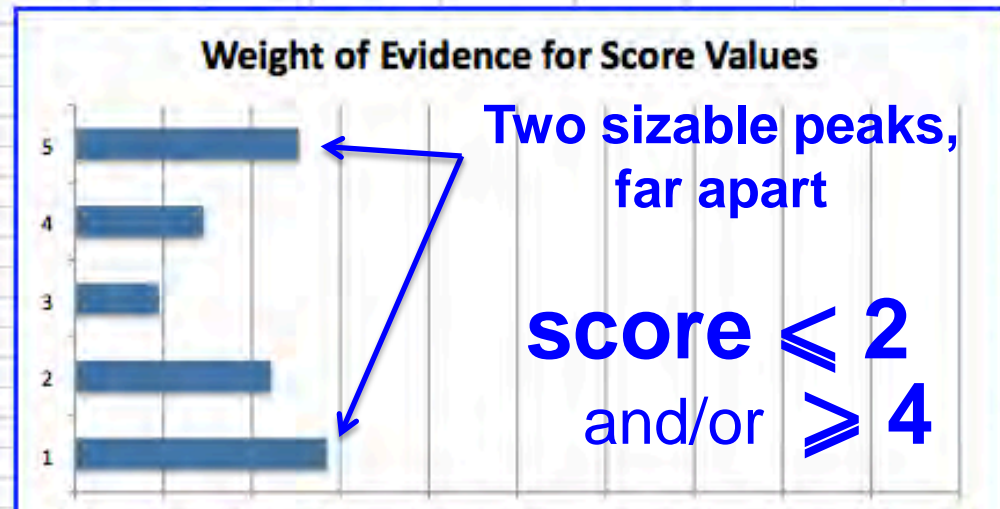 Weight of Evidence for Score Values
Two sizable peaks,
far apart
5
4
3
score ⩽ 2
and/or ⩾ 4
2
1